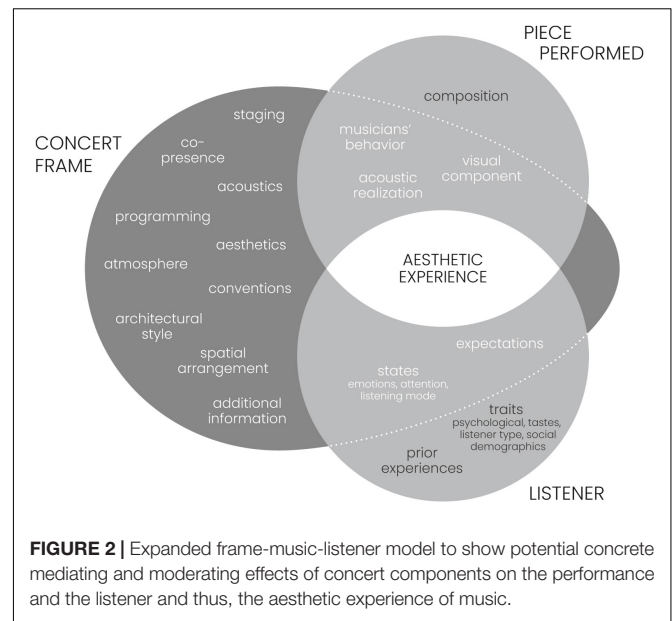 PIECE
PERFORMED
composition
musicians'
behavior
visual
component
acoustic
realization
CONCERT
FRAME
staging
co-
presence
acoustics
programming
aesthetics
atmosphere
conventions
architectural
style
spatial
arrangement
additional
information
AESTHETIC
EXPERIENCE
expectations
states
emotions, attention,
listening mode
traits
psychological, tastes,
listener type, social
demographics
prior
experiences
LISTENER
FIGURE 2 | Expanded frame-music-listener model to show potential concrete
mediating and moderating effects of concert components on the performance
and the listener and thus, the aesthetic experience of music.